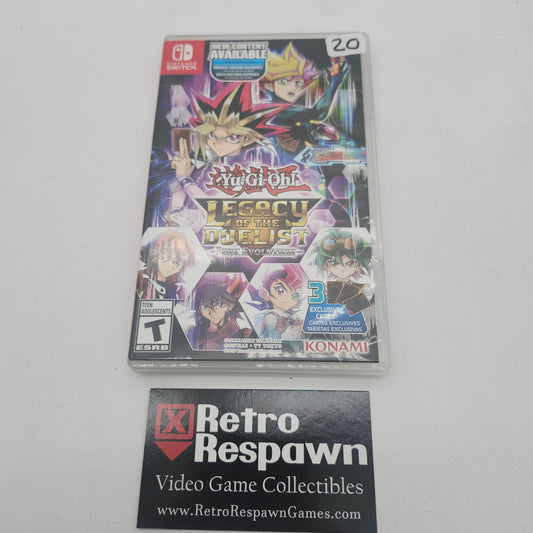 NINTENDO
SWITCH
NEW CONTENT
AVAILABLE
20
Yu-Gi-Oh!
LEGACY
OF THE
DUELIST
LINK EVOLUTION
TEEN
ADOLESCENTS
T
ESRB
3
EXCLUSIVE
CARDS
CARTES EXCLUSIVES
TARJETAS EXCLUSIVAS
KONAMI
Retro
Respawn
Video Game Collectibles
www.RetroRespawnGames.com